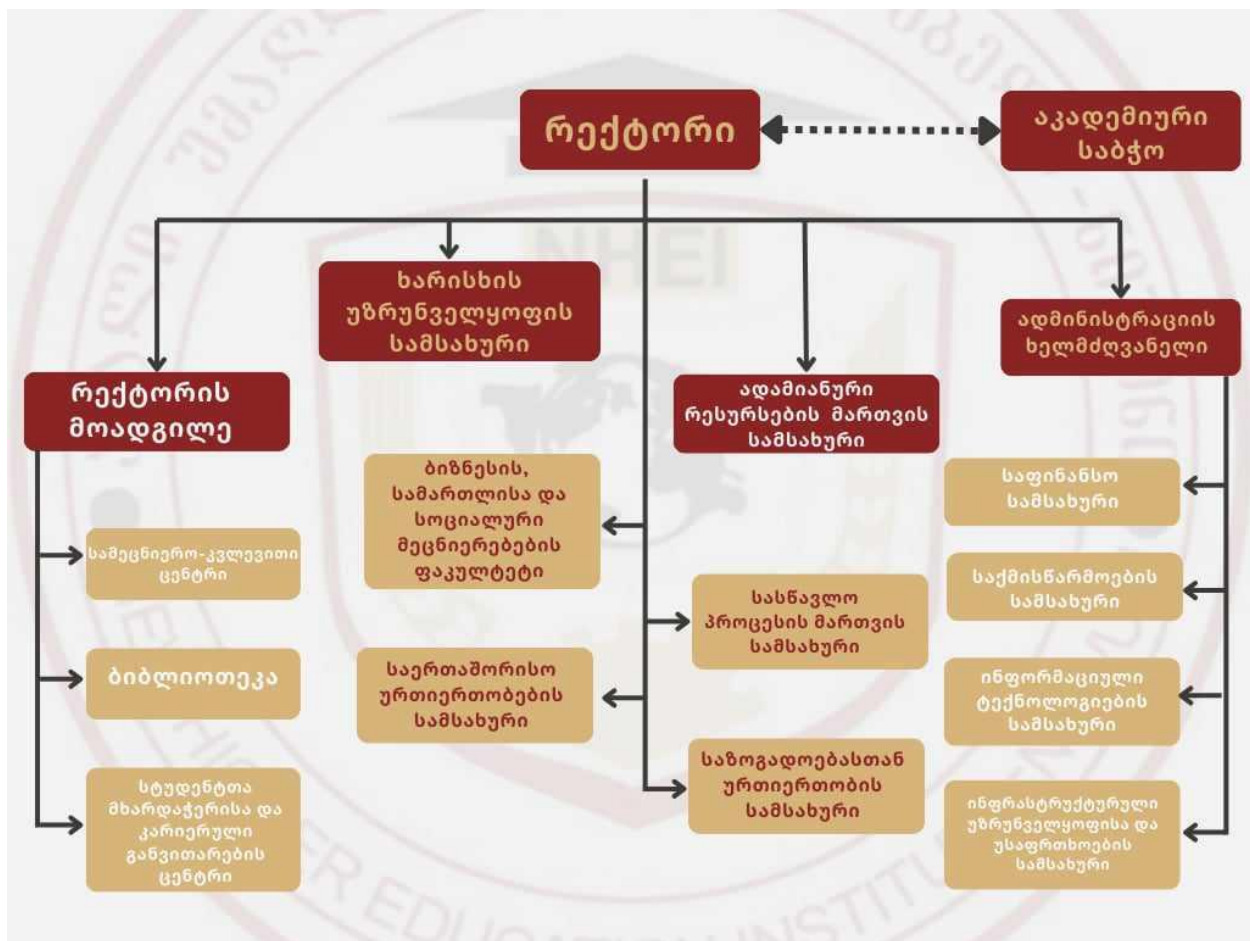 რექტორი
აკადემიური
საბჭო
ხარისხის
უზრუნველყოფის
სამსახური
ადმინისტრაციის
ხელმძღვანელი
რექტორის
მოადგილე
ადამიანური
რესურსების მართვის
სამსახური
ბიზნესის,
სამართლისა და
სოციალური
მეცნიერებების
ფაკულტეტი
საფინანსო
სამსახური
სამეცნიერო-კვლევითი
ცენტრი
საქმისწარმოების
სამსახური
სასწავლო
პროცესის მართვის
სამსახური
ბიბლიოთეკა
საერთაშორისო
ურთიერთობების
სამსახური
ინფორმაციული
ტექნოლოგიების
სამსახური
საზოგადოებასთან
ურთიერთობის
სამსახური
სტუდენტთა
მხარდაჭერისა და
კარიერული
განვითარების
ცენტრი
ინფრასტრუქტურული
უზრუნველყოფისა და
უსაფრთხოების
სამსახური
NHEI